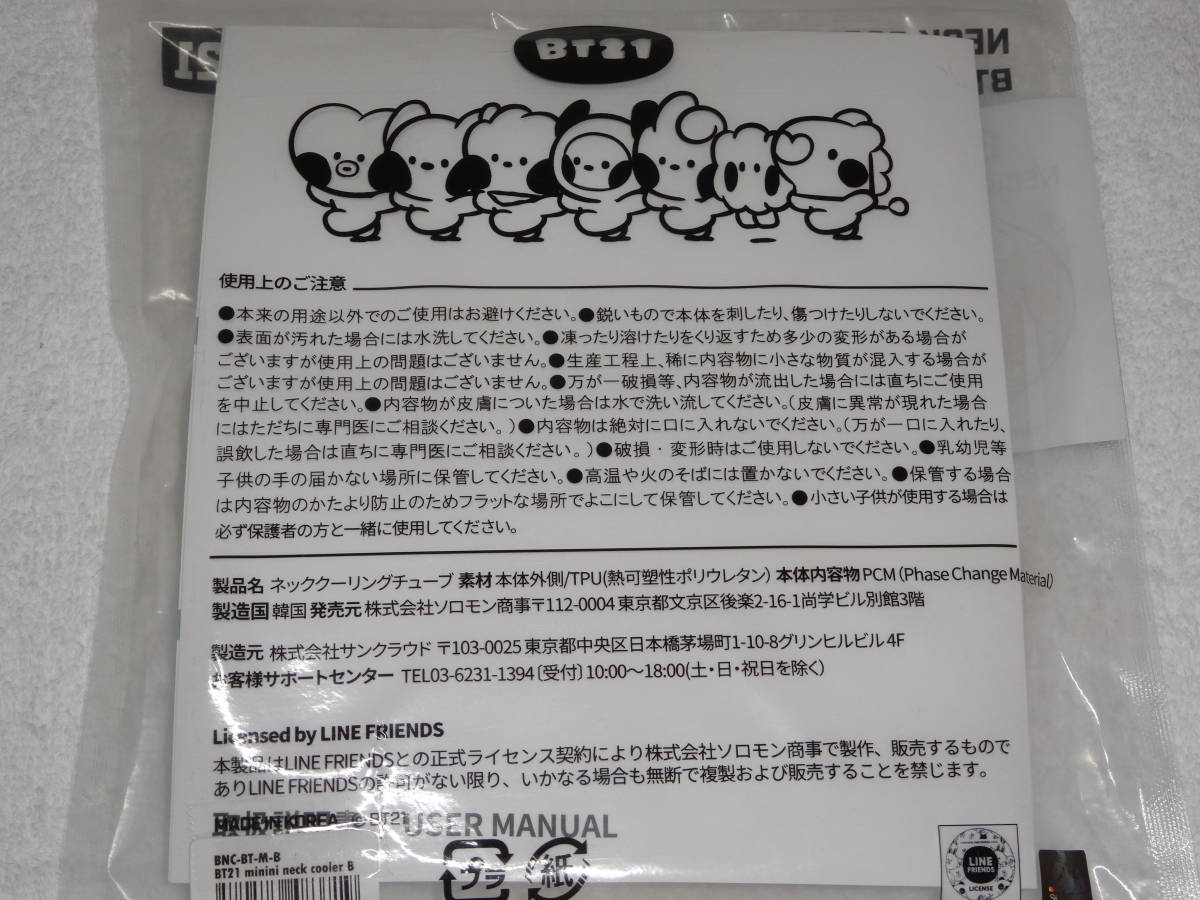 BT21
使用上のご注意
●本来の用途以外でのご使用はお避けください。●鋭いもので本体を刺したり、傷つけたりしないでください。
●表面が汚れた場合には水洗してください。●凍ったり溶けたりをくり返すため多少の変形がある場合が
ございますが使用上の問題はございません。●生産工程上、稀に内容物に小さな物質が混入する場合が
ございますが使用上の問題はございません。●万が一破損等、内容物が流出した場合には直ちにご使用
を中止してください。●内容物が皮膚についた場合は水で洗い流してください。(皮膚に異常が現れた場合
にはただちに専門医にご相談ください。)●内容物は絶対に口に入れないでください。(万が一口に入れたり、
誤飲した場合は直ちに専門医にご相談ください。)●破損・変形時はご使用しないでください。●乳幼児等
子供の手の届かない場所に保管してください。●高温や火のそばには置かないでください。●保管する場合
は内容物のかたより防止のためフラットな場所でよこにして保管してください。●小さい子供が使用する場合は
必ず保護者の方と一緒に使用してください。
製品名 ネッククーリングチューブ 素材 本体外側/TPU(熱可塑性ポリウレタン) 本体内容物 PCM (Phase Change Material)
製造国 韓国 発売元 株式会社ソロモン商事〒112-0004 東京都文京区後楽2-16-1尚学ビル別館3階
製造元 株式会社サンクラウド 〒103-0025 東京都中央区日本橋茅場町1-10-8グリンヒルビル 4F
お客様サポートセンター TEL03-6231-1394〔受付〕10:00～18:00(土・日・祝日を除く)
Licensed by LINE FRIENDS
本製品はLINE FRIENDSとの正式ライセンス契約により株式会社ソロモン商事で製作、販売するもので
ありLINE FRIENDSの許可がない限り、いかなる場合も無断で複製および販売することを禁じます。
MADE IN KOREA © BT21
取扱説明書 USER MANUAL
BNC-BT-M-B
BT21 minini neck cooler B
プラ
紙
LINE
FRIENDS
LICENSE